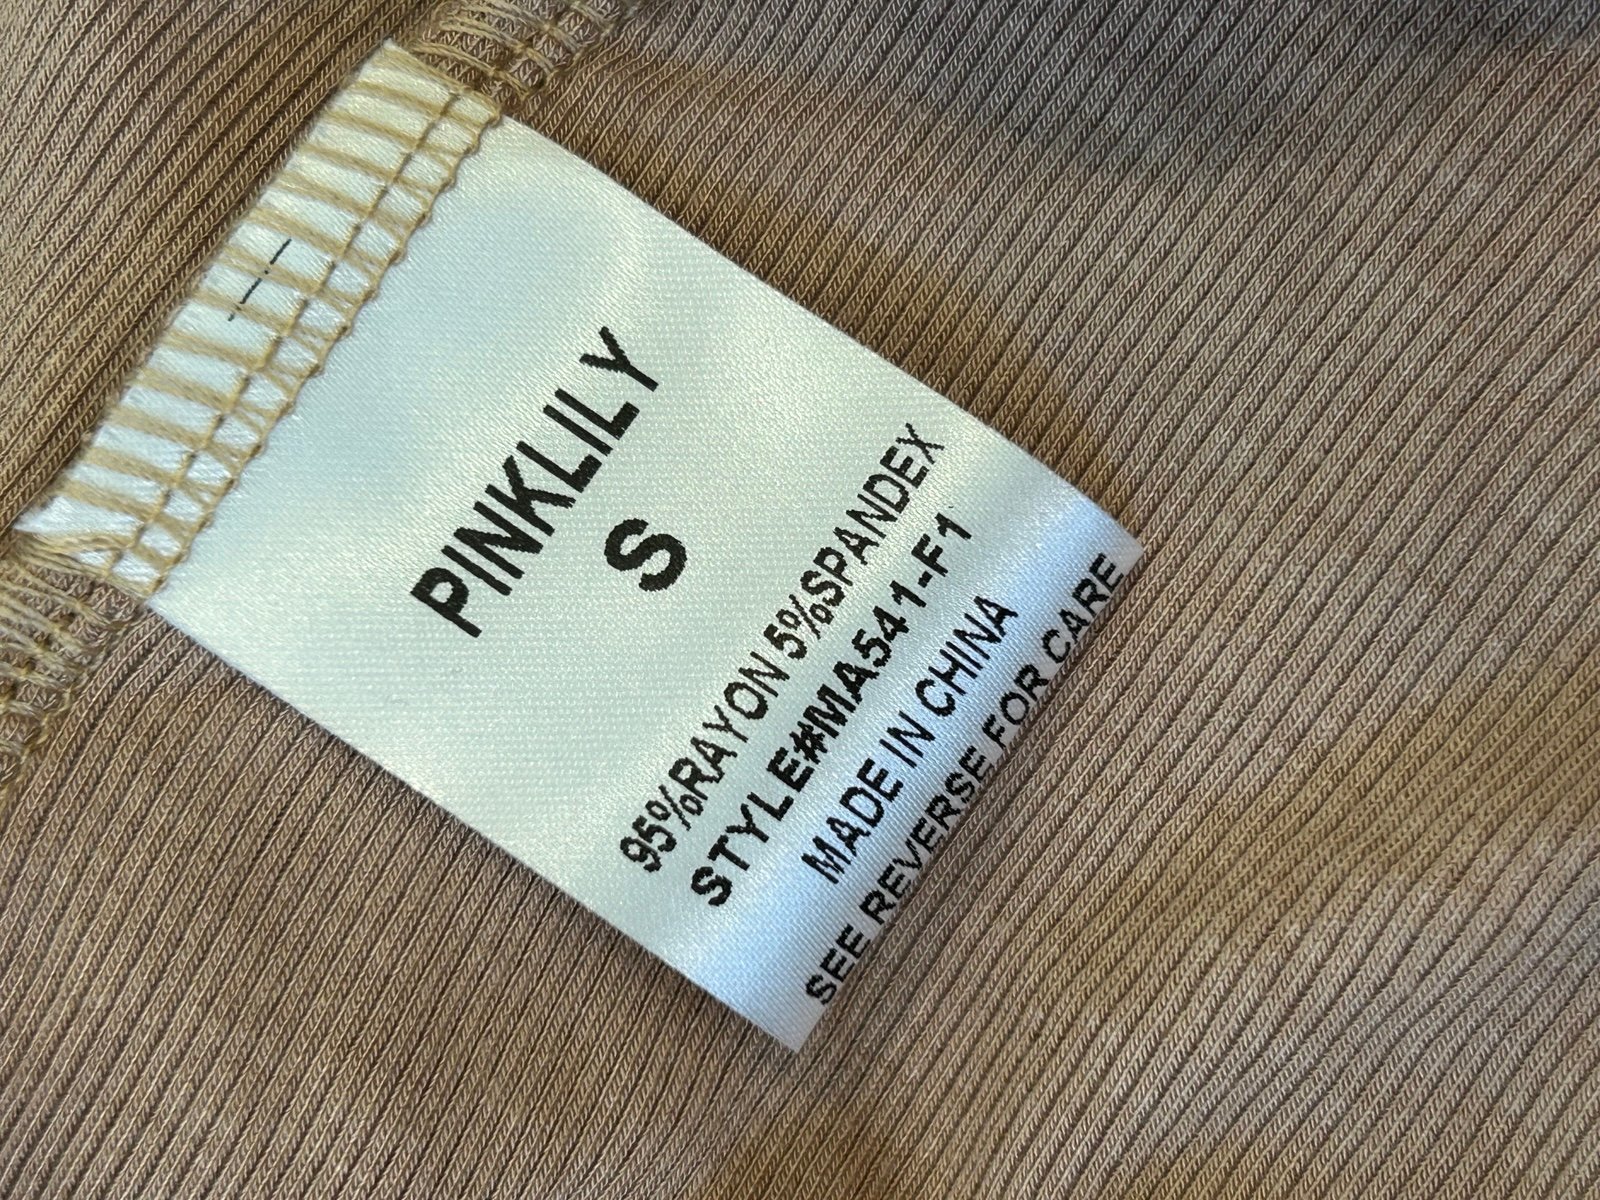 PINKLILY
S
95%RAYON 5%SPANDEX
STYLE#MA541-F1
MADE IN CHINA
SEE REVERSE FOR CARE